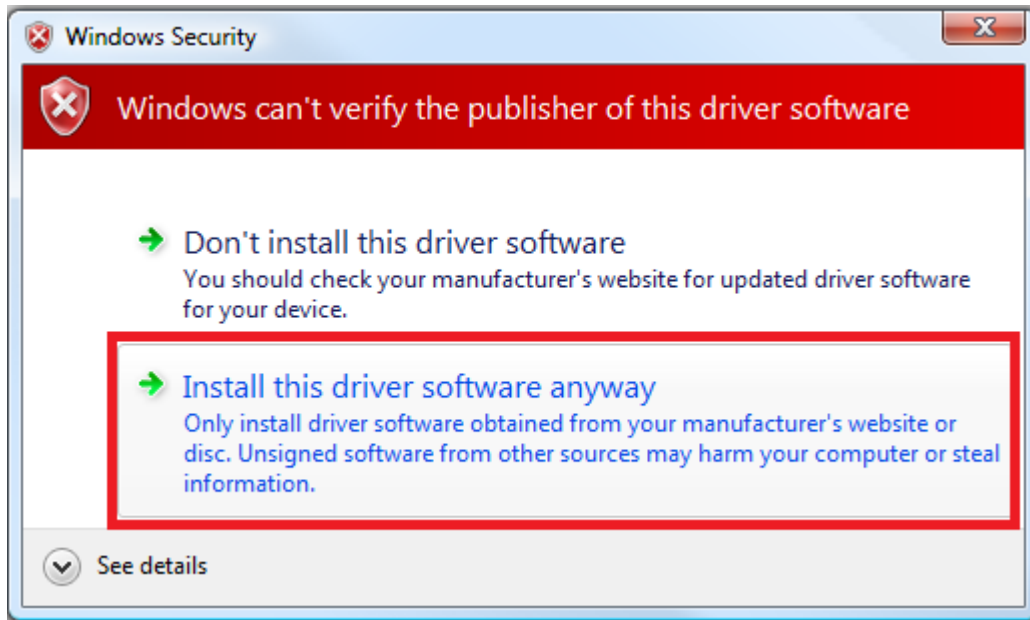 Windows Security
Windows can't verify the publisher of this driver software
Don't install this driver software
You should check your manufacturer's website for updated driver software
for your device.
Install this driver software anyway
Only install driver software obtained from your manufacturer's website or
disc. Unsigned software from other sources may harm your computer or steal
information.
See details